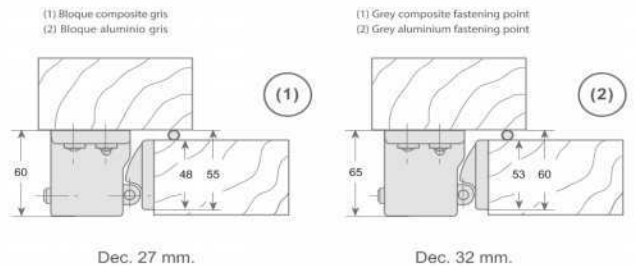 (1) Bloque composite gris
(2) Bloque aluminio gris
(1) Grey composite fastening point
(2) Grey aluminium fastening point
(1)
60
48
55
Dec. 27 mm.
(2)
65
53
60
Dec. 32 mm.